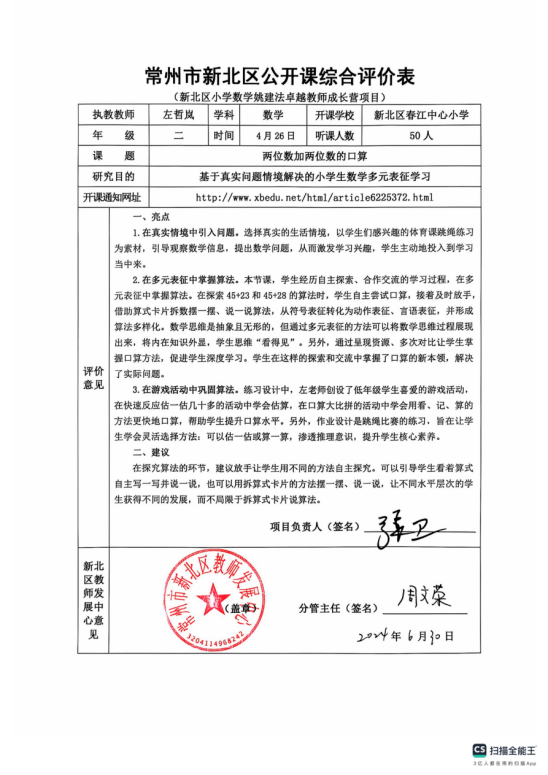 常州市新北区公开课综合评价表
（新北区小学数学姚建法卓越教师成长营项目）
执教教师 左哲岚 学科 数学 开课学校 新北区春江中心小学
年 级 二 时间 4月26日 听课人数 50人
课 题 两位数加两位数的口算
研究目的 基于真实问题情境解决的小学生数学多元表征学习
开课通知网址 http://www.xbedu.net/html/article6225372.html
一、亮点
1.在真实情境中引入问题。选择真实的生活情境，以学生们感兴趣的体育课跳绳练习
为素材，引导观察数学信息，提出数学问题，从而激发学习兴趣，学生主动地投入到学习
当中来。
2.在多元表征中掌握算法。本节课，学生经历自主探索、合作交流的学习过程，在多
元表征中掌握算法。在探索 45+23 和 45+28 的算法时，学生自主尝试口算，接着及时放手，
借助算式卡片拆数摆一摆、说一说算法，从符号表征转化为动作表征、言语表征，并形成
算法多样化。数学思维是抽象且无形的，但通过多元表征的方法可以将数学思维过程展现
出来，将内在知识外显，学生思维“看得见”。另外，通过呈现资源、多次对比让学生掌
握口算方法，促进学生深度学习。学生在这样的探索和交流中掌握了口算的新本领，解决
了实际问题。
3.在游戏活动中巩固算法。练习设计中，左老师创设了低年级学生喜爱的游戏活动，
在快速反应估一估几十多的活动中学会估算，在口算大比拼的活动中学会用看、记、算的
方法更快地口算，帮助学生提升口算水平。另外，作业设计是跳绳比赛的练习，旨在让学
生学会灵活选择方法：可以估一估或算一算，渗透推理意识，提升学生核心素养。
二、建议
在探究算法的环节，建议放手让学生用不同的方法自主探究。可以引导学生看着算式
自主写一写并说一说，也可以用拆算式卡片的方法摆一摆、说一说，让不同水平层次的学
生获得不同的发展，而不局限于拆算式卡片说算法。
评价
意见
项目负责人（签名）
新北
区教
师发
展中
心意
见
常州市新北区教师发展中心
3204114968242
（盖章）
分管主任（签名） 周文荣
2024年6月30日
CS 扫描全能王
3亿人都在用的扫描App